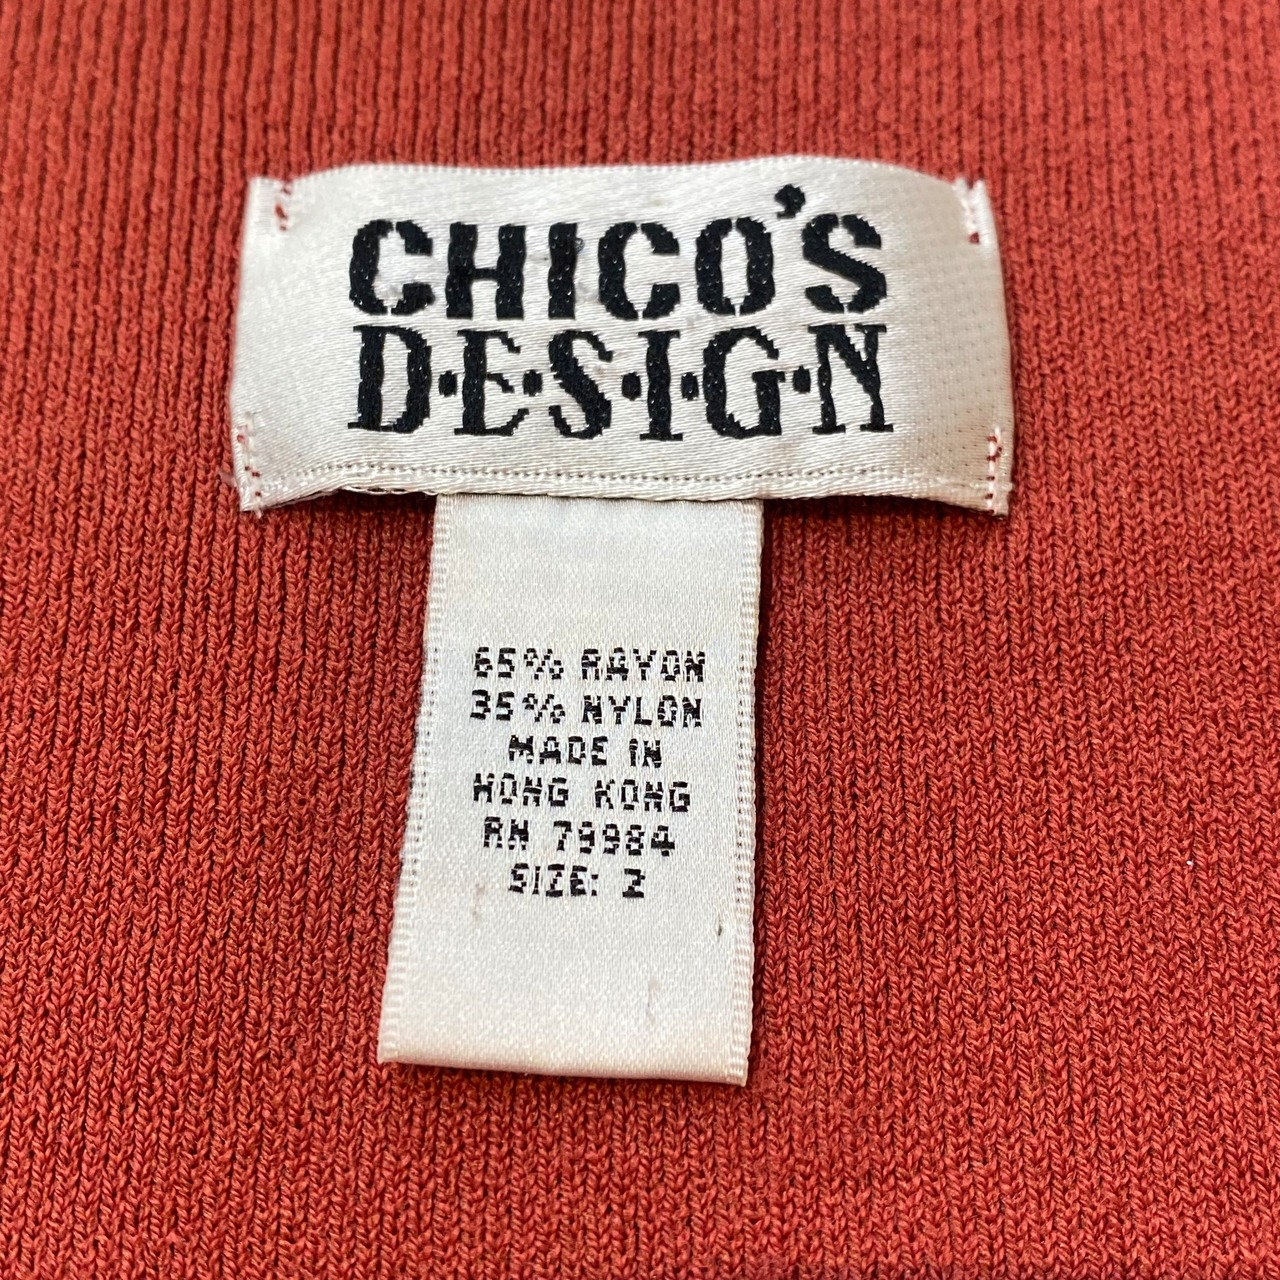 CHICO'S
D·E·S·I·G·N
65% RAYON
35% NYLON
MADE IN
HONG KONG
RN 79984
SIZE: 2